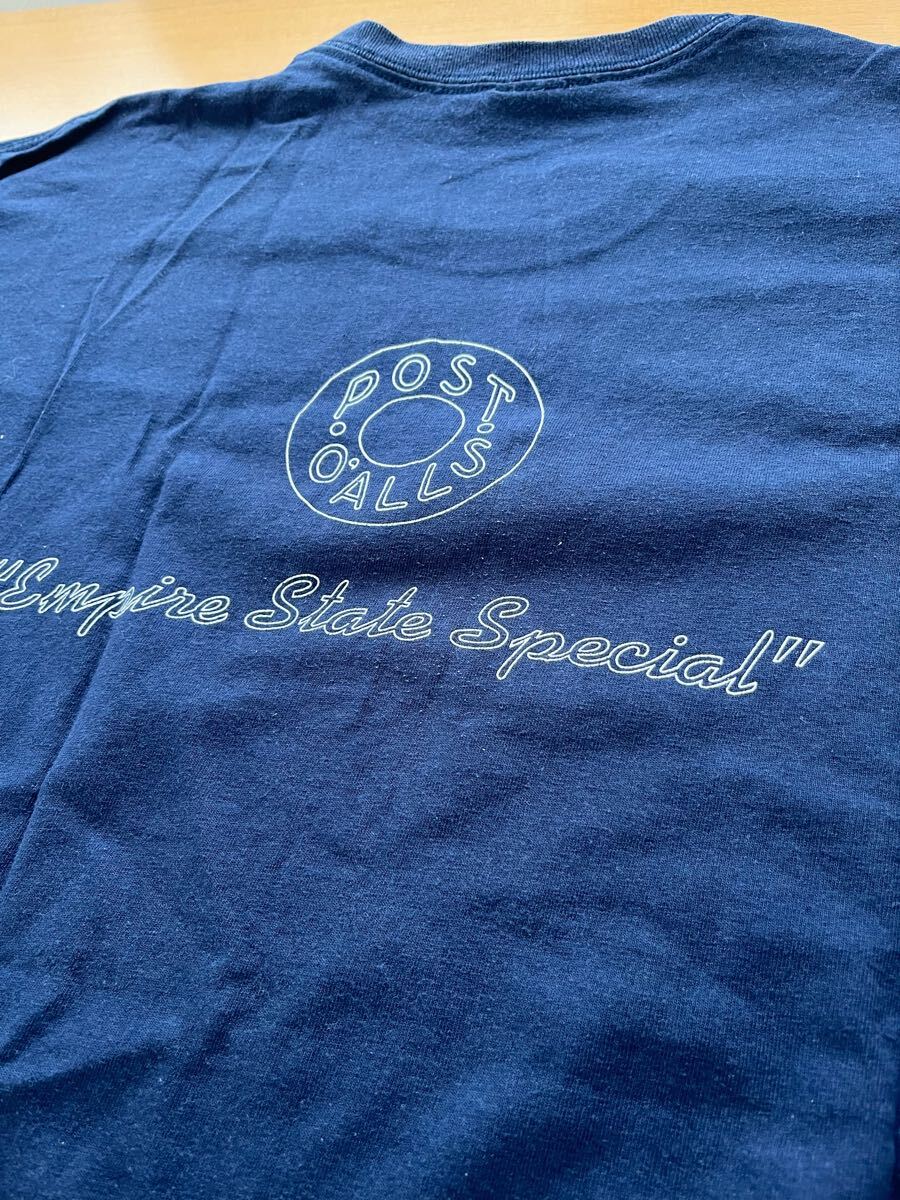 POST
O'ALLS
"Empire State Special"